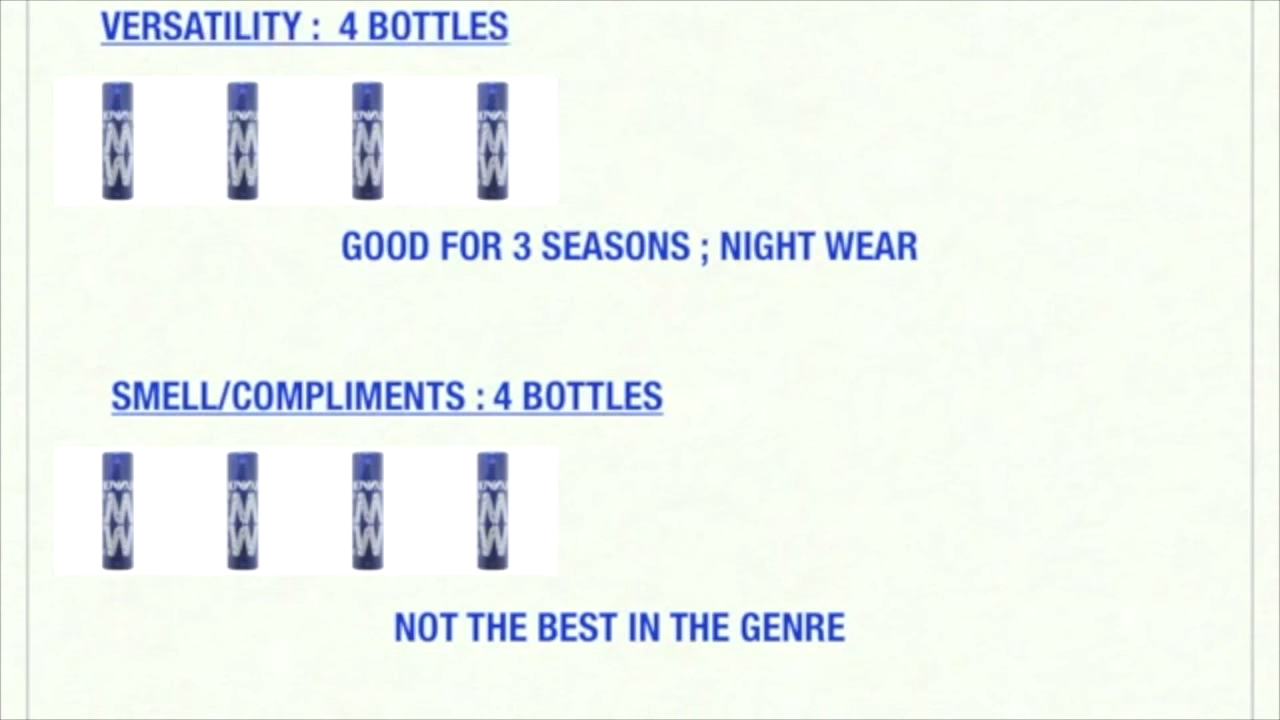 VERSATILITY : 4 BOTTLES
GOOD FOR 3 SEASONS ; NIGHT WEAR
SMELL/COMPLIMENTS : 4 BOTTLES
NOT THE BEST IN THE GENRE